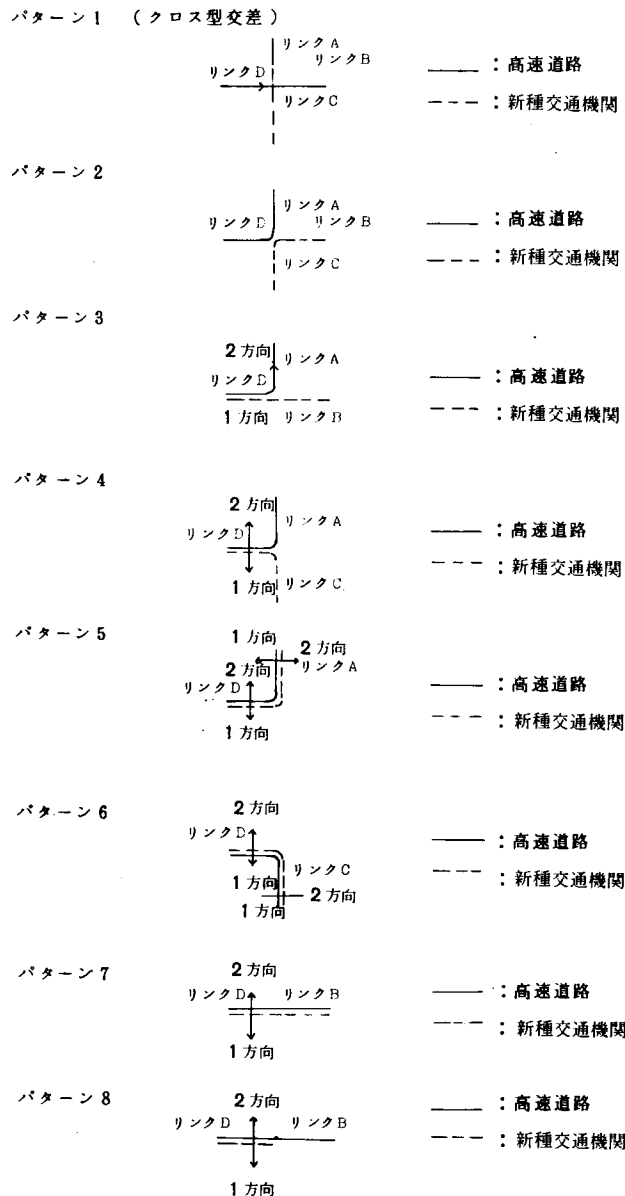 パターン1 (クロス型交差)
リンクA
リンクB
リンクD
リンクC
：高速道路
：新種交通機関
パターン2
リンクA
リンクD
リンクB
リンクC
：高速道路
：新種交通機関
パターン3
2方向
リンクA
リンクD
1方向 リンクB
：高速道路
：新種交通機関
パターン4
2方向
リンクA
リンクD
1方向 リンクC
：高速道路
：新種交通機関
パターン5
1方向
2方向
リンクA
2方向
リンクD
1方向
：高速道路
：新種交通機関
パターン6
2方向
リンクD
リンクC
1方向
2方向
1方向
：高速道路
：新種交通機関
パターン7
2方向
リンクD リンクB
1方向
：高速道路
：新種交通機関
パターン8
2方向
リンクD リンクB
1方向
：高速道路
：新種交通機関